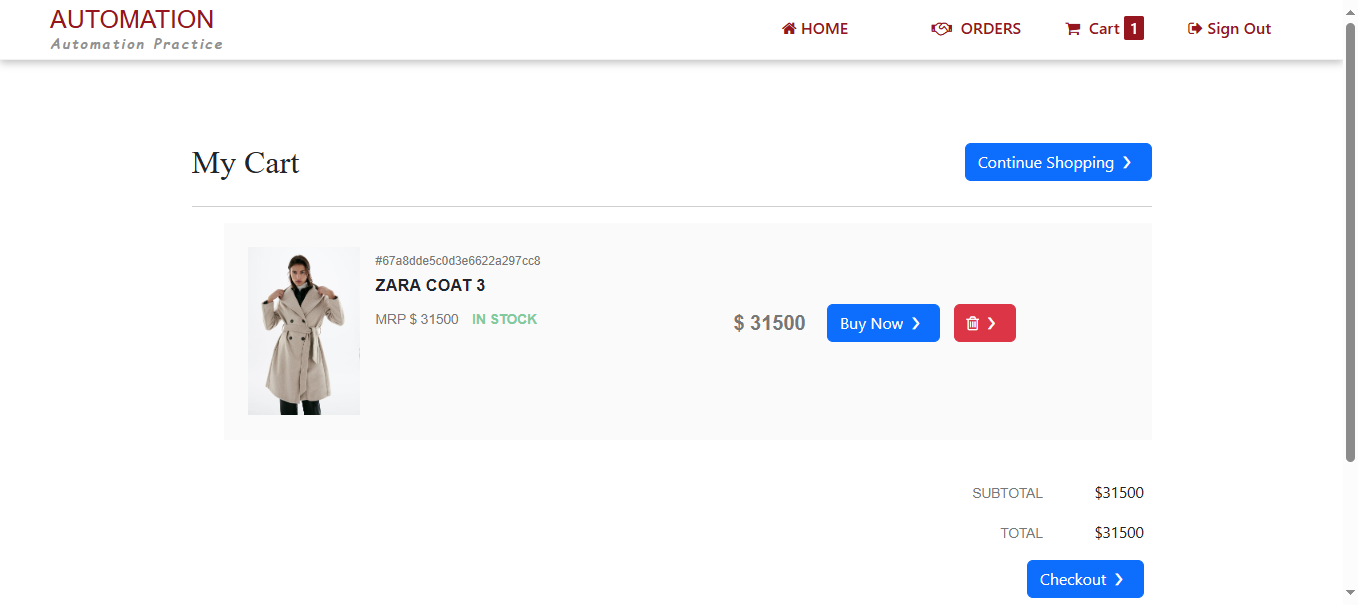 AUTOMATION
Automation Practice
HOME
ORDERS
Cart 1
Sign Out
My Cart
Continue Shopping
#67a8dde5c0d3e6622a297cc8
ZARA COAT 3
MRP $ 31500 IN STOCK
$ 31500
Buy Now
SUBTOTAL $31500
TOTAL $31500
Checkout